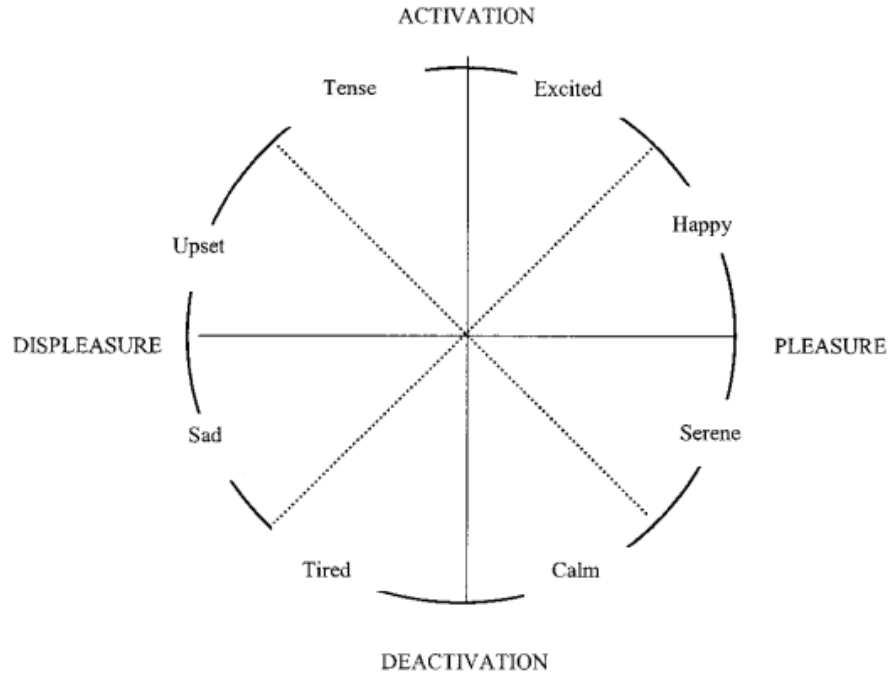 ACTIVATION
Tense
Excited
Happy
Upset
DISPLEASURE
PLEASURE
Sad
Serene
Tired
Calm
DEACTIVATION